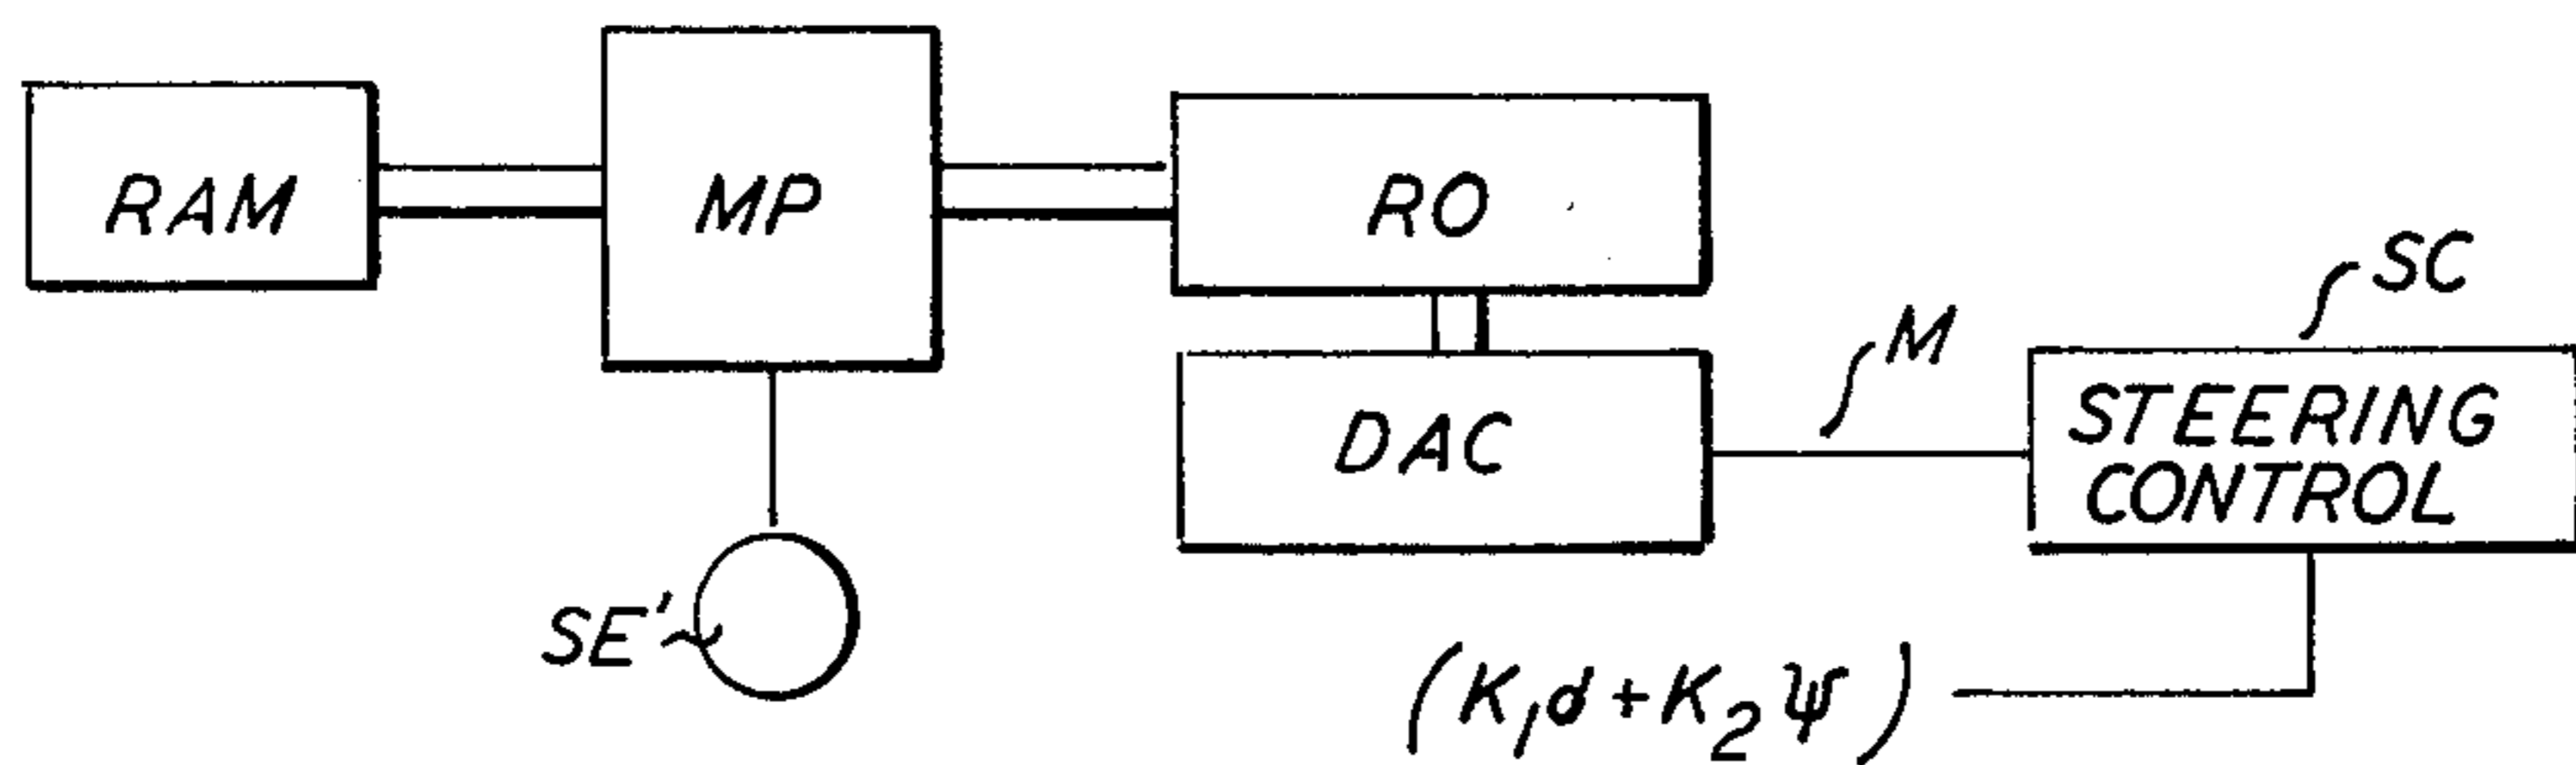 RAM
MP
RO
SC
M
DAC
STEERING
CONTROL
SE'
(K₁d + K₂ψ)